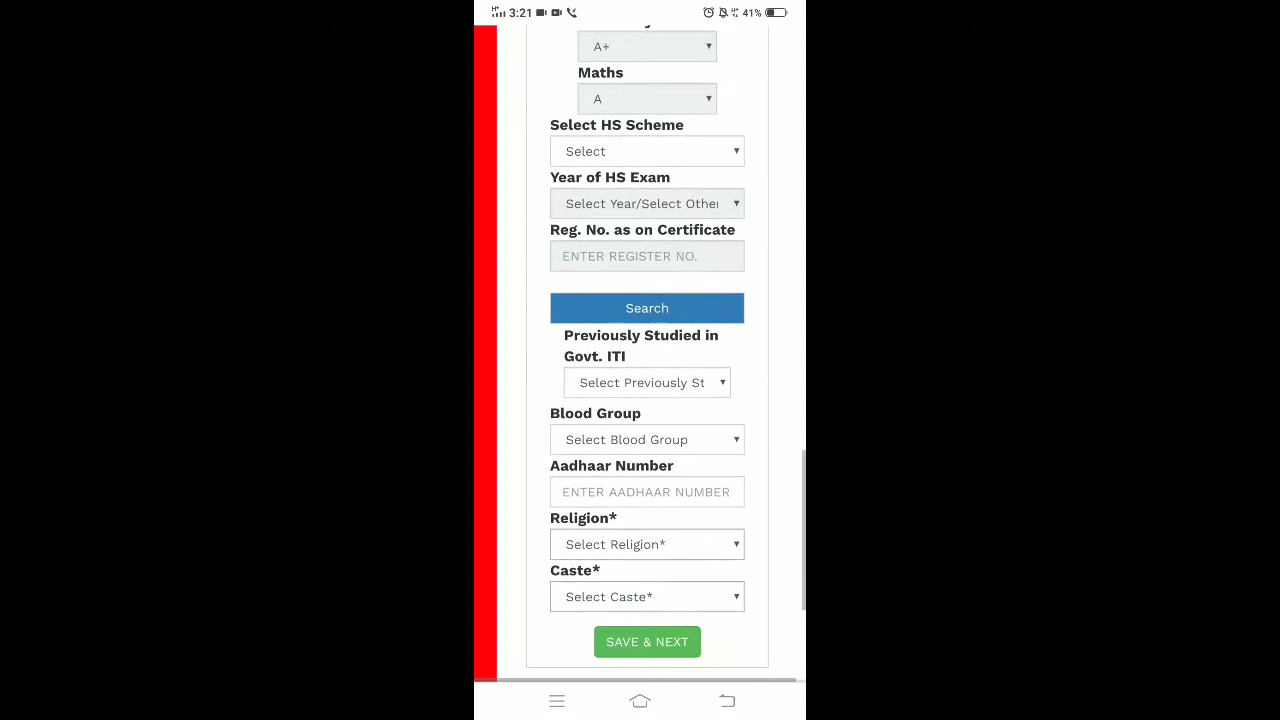 3:21
41%
A+
Maths
A
Select HS Scheme
Select
Year of HS Exam
Select Year/Select Other
Reg. No. as on Certificate
ENTER REGISTER NO.
Search
Previously Studied in
Govt. ITI
Select Previously St
Blood Group
Select Blood Group
Aadhaar Number
ENTER AADHAAR NUMBER
Religion*
Select Religion*
Caste*
Select Caste*
SAVE & NEXT